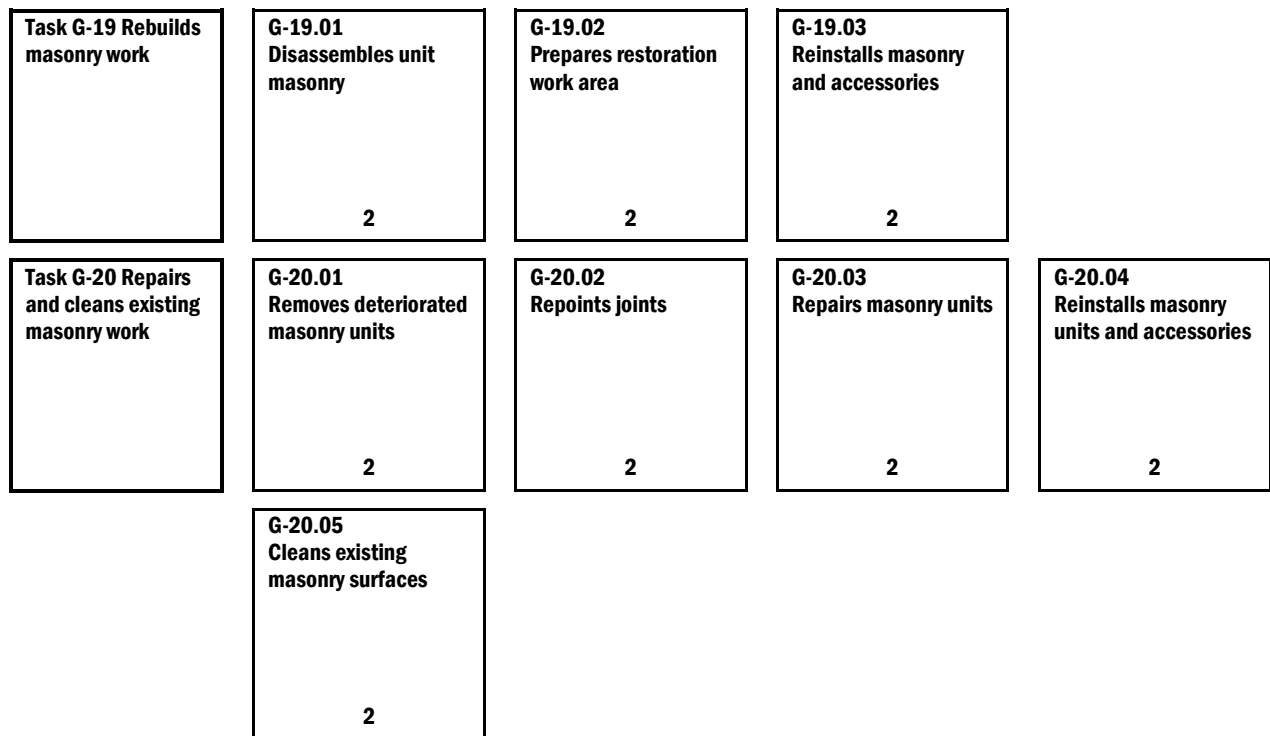 Task G-19 Rebuilds
masonry work
G-19.01
Disassembles unit
masonry
2
G-19.02
Prepares restoration
work area
2
G-19.03
Reinstalls masonry
and accessories
2
Task G-20 Repairs
and cleans existing
masonry work
G-20.01
Removes deteriorated
masonry units
2
G-20.02
Repoints joints
2
G-20.03
Repairs masonry units
2
G-20.04
Reinstalls masonry
units and accessories
2
G-20.05
Cleans existing
masonry surfaces
2